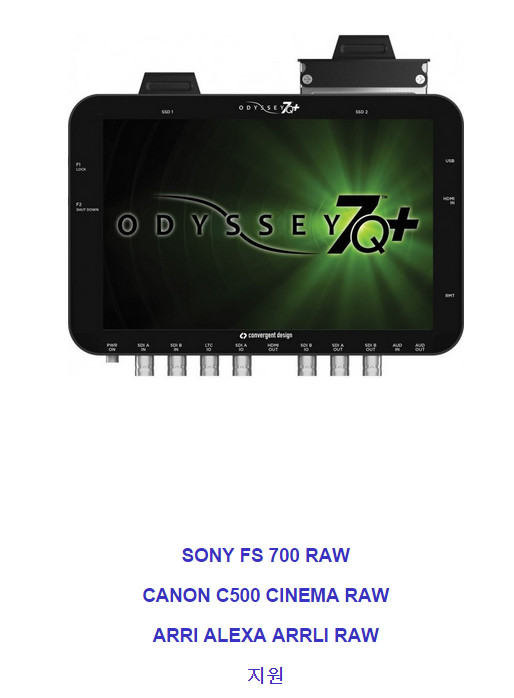 SSD 1
ODYSSEY7Q+
SSD 2
F1
LOCK
F2
SHUT DOWN
USB
HDMI
IN
RMT
ODYSSEY7Q+™
convergent design
PWR
ON
SDI A
IN
SDI B
IN
LTC
IO
SDI A
IO
HDMI
OUT
SDI B
IO
SDI A
OUT
SDI B
OUT
AUD
IN
AUD
OUT
SONY FS 700 RAW
CANON C500 CINEMA RAW
ARRI ALEXA ARRLI RAW
지원